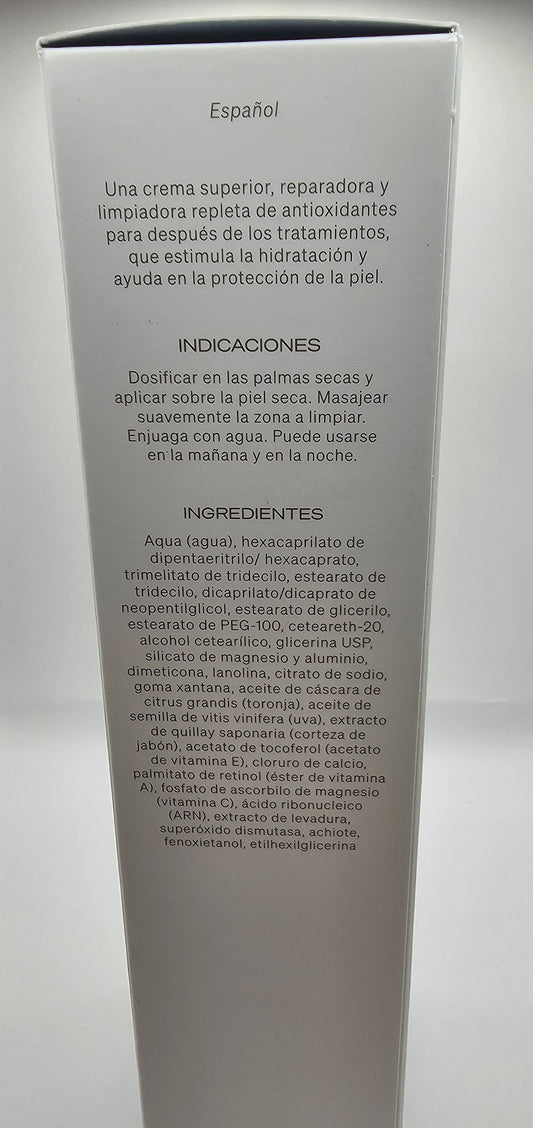 Español
Una crema superior, reparadora y
limpiadora repleta de antioxidantes
para después de los tratamientos,
que estimula la hidratación y
ayuda en la protección de la piel.
INDICACIONES
Dosificar en las palmas secas y
aplicar sobre la piel seca. Masajear
suavemente la zona a limpiar.
Enjuaga con agua. Puede usarse
en la mañana y en la noche.
INGREDIENTES
Aqua (agua), hexacaprilato de
dipentaeritrilo/ hexacaprato,
trimelitato de tridecilo, estearato de
tridecilo, dicaprilato/dicaprato de
neopentilglicol, estearato de glicerilo,
estearato de PEG-100, ceteareth-20,
alcohol cetearílico, glicerina USP,
silicato de magnesio y aluminio,
dimeticona, lanolina, citrato de sodio,
goma xantana, aceite de cáscara de
citrus grandis (toronja), aceite de
semilla de vitis vinifera (uva), extracto
de quillay saponaria (corteza de
jabón), acetato de tocoferol (acetato
de vitamina E), cloruro de calcio,
palmitato de retinol (éster de vitamina
A), fosfato de ascorbilo de magnesio
(vitamina C), ácido ribonucleico
(ARN), extracto de levadura,
superóxido dismutasa, achiote,
fenoxietanol, etilhexilglicerina